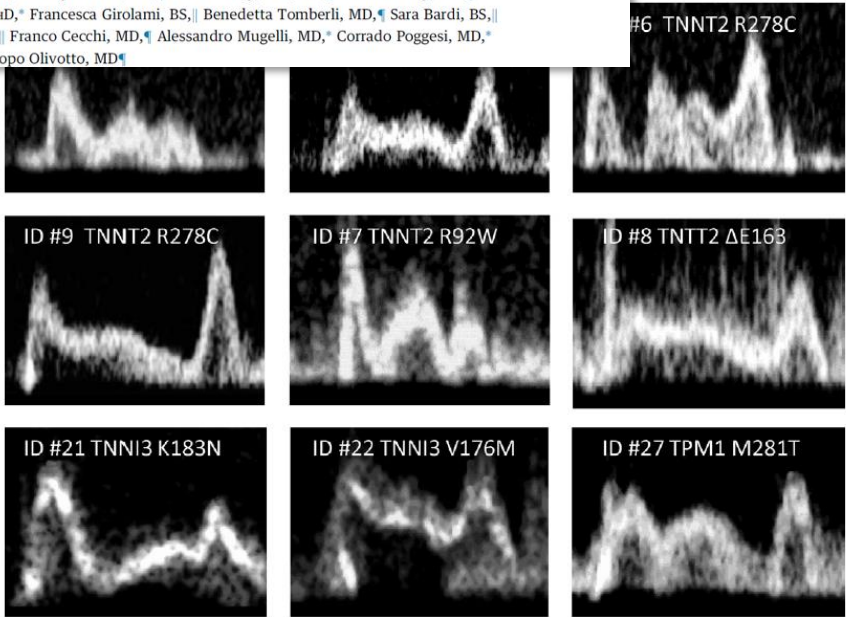 HD,* Francesca Girolami, BS,|| Benedetta Tomberli, MD,¶ Sara Bardi, BS,||
|| Franco Cecchi, MD,¶ Alessandro Mugelli, MD,* Corrado Poggesi, MD,*
opo Olivotto, MD¶
#6 TNNT2 R278C
ID #9 TNNT2 R278C
ID #7 TNNT2 R92W
ID #8 TNTT2 ΔE163
ID #21 TNNI3 K183N
ID #22 TNNI3 V176M
ID #27 TPM1 M281T